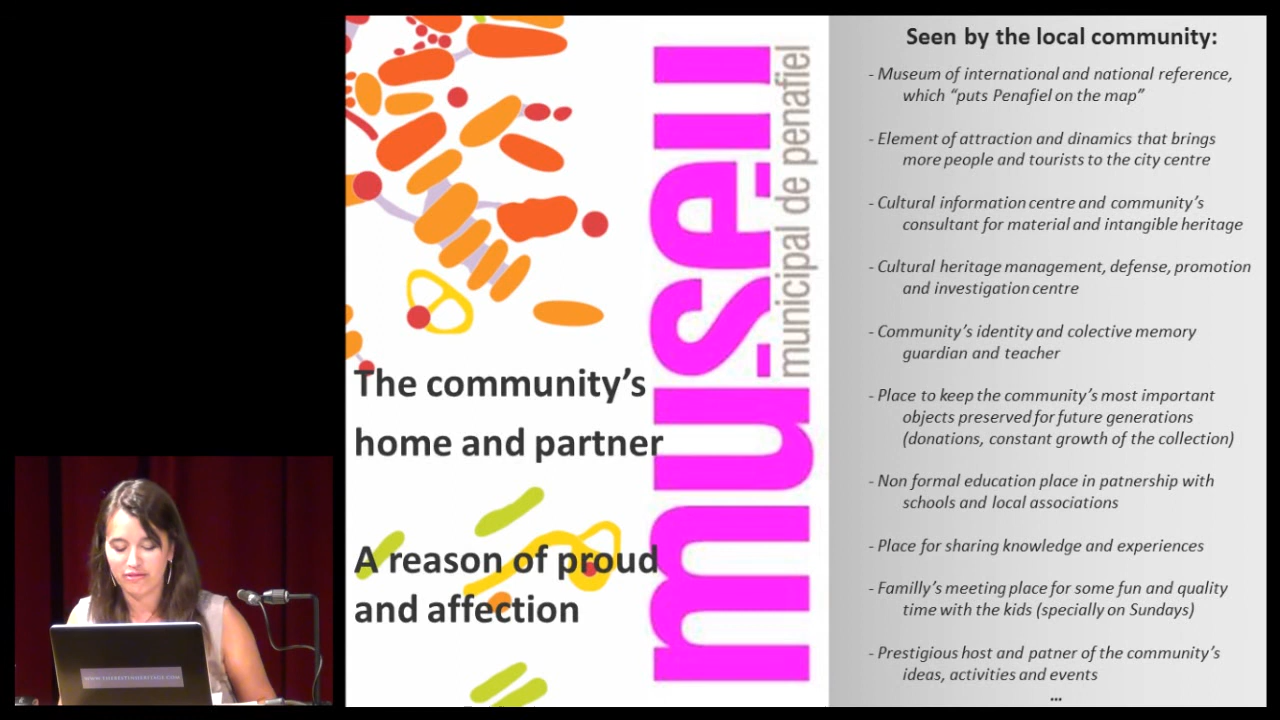 museu
municipal de penafiel
The community's
home and partner
A reason of proud
and affection
Seen by the local community:
- Museum of international and national reference,
which “puts Penafiel on the map”
- Element of attraction and dinamics that brings
more people and tourists to the city centre
- Cultural information centre and community's
consultant for material and intangible heritage
- Cultural heritage management, defense, promotion
and investigation centre
- Community's identity and colective memory
guardian and teacher
- Place to keep the community's most important
objects preserved for future generations
(donations, constant growth of the collection)
- Non formal education place in patnership with
schools and local associations
- Place for sharing knowledge and experiences
- Familly's meeting place for some fun and quality
time with the kids (specially on Sundays)
- Prestigious host and patner of the community's
ideas, activities and events
...
WWW.THEBESTINHERITAGE.COM